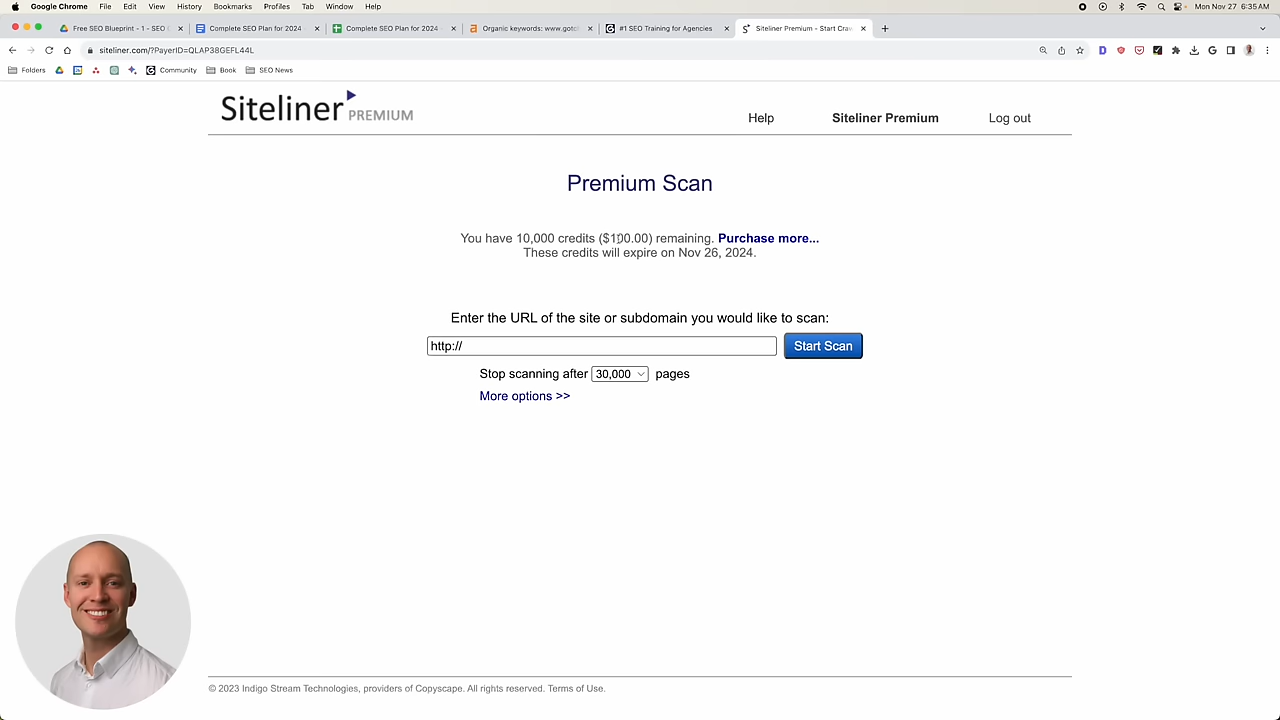 Google Chrome File Edit View History Bookmarks Profiles Tab Window Help Mon Nov 27 6:35 AM
Free SEO Blueprint - 1 – SEO Complete SEO Plan for 2024 Complete SEO Plan for 2024 Organic keywords: www.gotch #1 SEO Training for Agencies Siteliner Premium - Start Craw
siteliner.com/?PayerID=QLAP38GEFL44L
Folders Community Book SEO News
Siteliner PREMIUM
Help Siteliner Premium Log out
Premium Scan
You have 10,000 credits ($100.00) remaining. Purchase more...
These credits will expire on Nov 26, 2024.
Enter the URL of the site or subdomain you would like to scan:
http:// Start Scan
Stop scanning after 30,000 pages
More options >>
© 2023 Indigo Stream Technologies, providers of Copyscape. All rights reserved. Terms of Use.